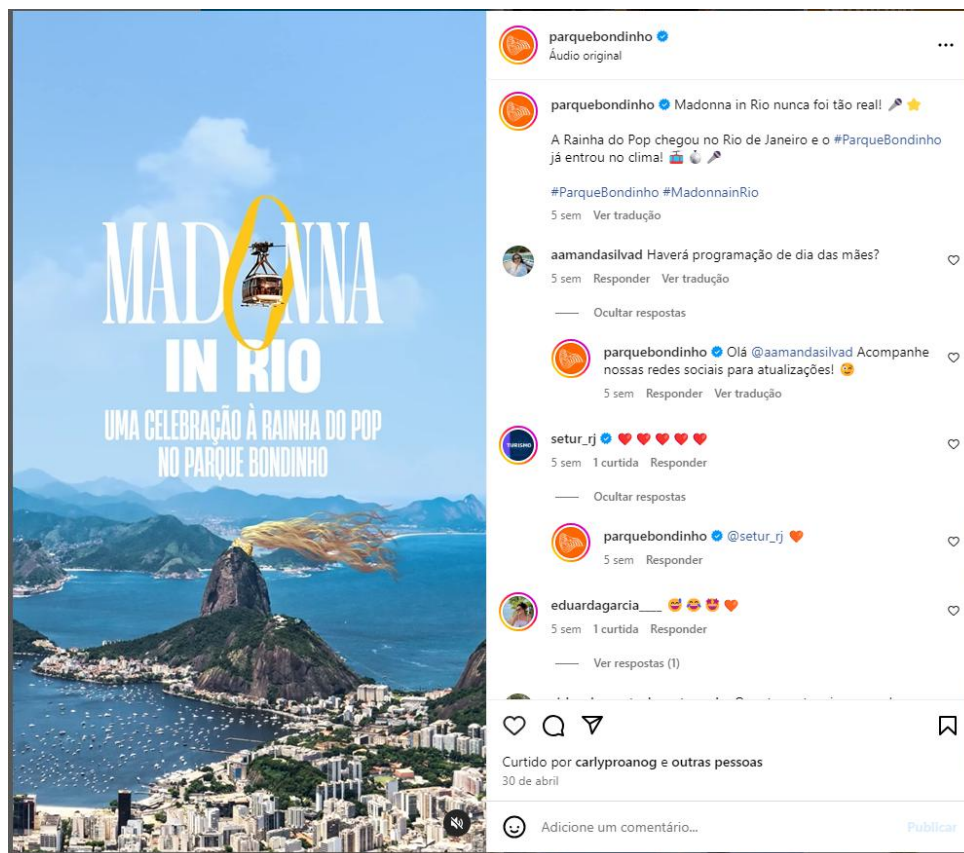 MADONNA
IN RIO
UMA CELEBRAÇÃO À RAINHA DO POP
NO PARQUE BONDINHO
parquebondinho
Áudio original
parquebondinho Madonna in Rio nunca foi tão real! 🎤 ⭐
A Rainha do Pop chegou no Rio de Janeiro e o #ParqueBondinho
já entrou no clima! 🚡 🪩 🎤
#ParqueBondinho #MadonnainRio
5 sem Ver tradução
aamandasilvad Haverá programação de dia das mães?
5 sem Responder Ver tradução
Ocultar respostas
parquebondinho Olá @aamandasilvad Acompanhe
nossas redes sociais para atualizações! 😉
5 sem Responder Ver tradução
TURISMO
setur_rj ❤️ ❤️ ❤️ ❤️ ❤️
5 sem 1 curtida Responder
Ocultar respostas
parquebondinho @setur_rj 🧡
5 sem Responder
eduardagarcia____ 😅 😂 🤩 ❤️
5 sem 1 curtida Responder
Ver respostas (1)
Curtido por carlyproanog e outras pessoas
30 de abril
Adicione um comentário...
Publicar